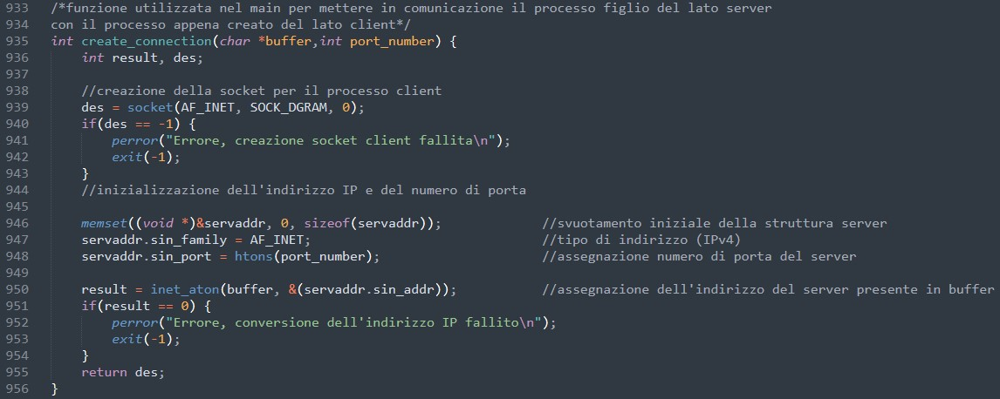 933 /*funzione utilizzata nel main per mettere in comunicazione il processo figlio del lato server
934 con il processo appena creato del lato client*/
935 int create_connection(char *buffer,int port_number) {
936     int result, des;
937
938     //creazione della socket per il processo client
939     des = socket(AF_INET, SOCK_DGRAM, 0);
940     if(des == -1) {
941         perror("Errore, creazione socket client fallita\n");
942         exit(-1);
943     }
944     //inizializzazione dell'indirizzo IP e del numero di porta
945
946     memset((void *)&servaddr, 0, sizeof(servaddr));             //svuotamento iniziale della struttura server
947     servaddr.sin_family = AF_INET;                              //tipo di indirizzo (IPv4)
948     servaddr.sin_port = htons(port_number);                     //assegnazione numero di porta del server
949
950     result = inet_aton(buffer, &(servaddr.sin_addr));           //assegnazione dell'indirizzo del server presente in buffer
951     if(result == 0) {
952         perror("Errore, conversione dell'indirizzo IP fallito\n");
953         exit(-1);
954     }
955     return des;
956 }